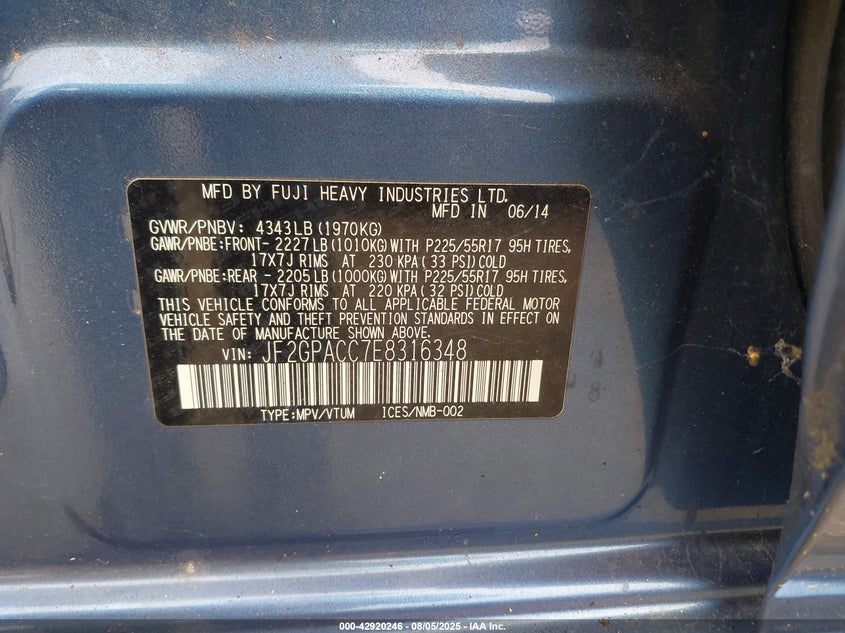 MFD BY FUJI HEAVY INDUSTRIES LTD.
MFD IN 06/14
GVWR/PNBV: 4343LB(1970KG)
GAWR/PNBE:FRONT- 2227LB(1010KG)WITH P225/55R17 95H TIRES,
17X7J RIMS AT 230 KPA( 33 PSI)COLD
GAWR/PNBE:REAR - 2205LB(1000KG)WITH P225/55R17 95H TIRES,
17X7J RIMS AT 220 KPA( 32 PSI)COLD
THIS VEHICLE CONFORMS TO ALL APPLICABLE FEDERAL MOTOR
VEHICLE SAFETY AND THEFT PREVENTION STANDARDS IN EFFECT ON
THE DATE OF MANUFACTURE SHOWN ABOVE.
VIN: JF2GPACC7E8316348
TYPE:MPV/VTUM ICES/NMB-002
000-42920246 - 08/05/2025 - IAA Inc.